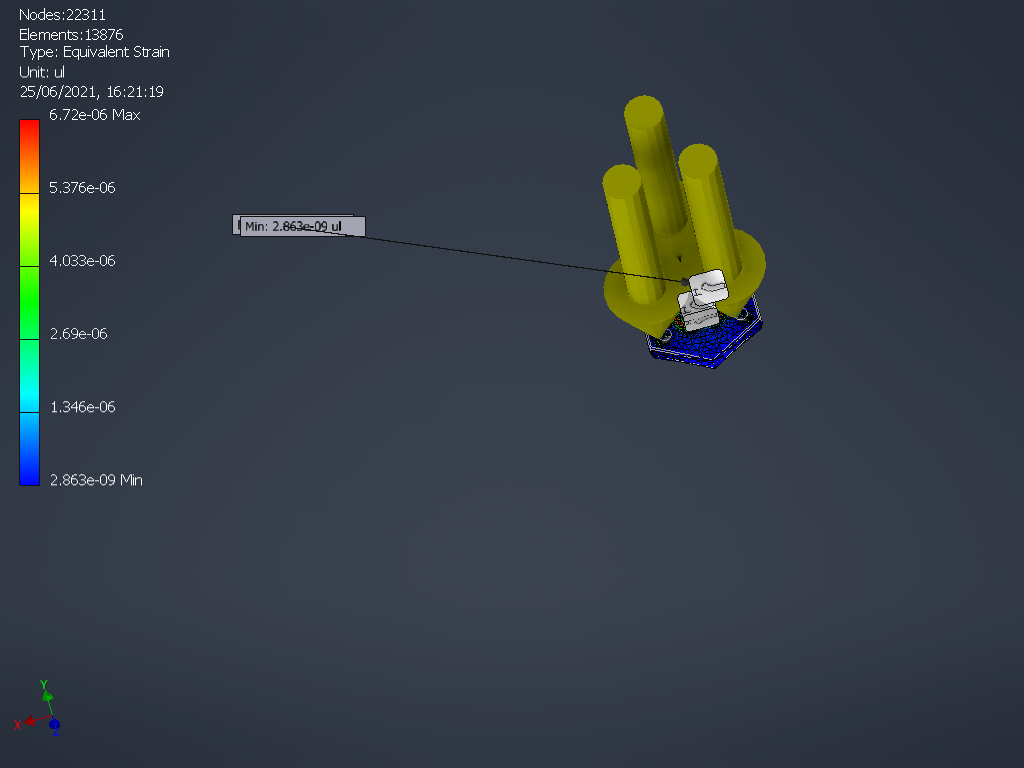 Nodes:22311
Elements:13876
Type: Equivalent Strain
Unit: ul
25/06/2021, 16:21:19
6.72e-06 Max
5.376e-06
4.033e-06
2.69e-06
1.346e-06
2.863e-09 Min
Min: 2.863e-09 ul
Y
X
Z